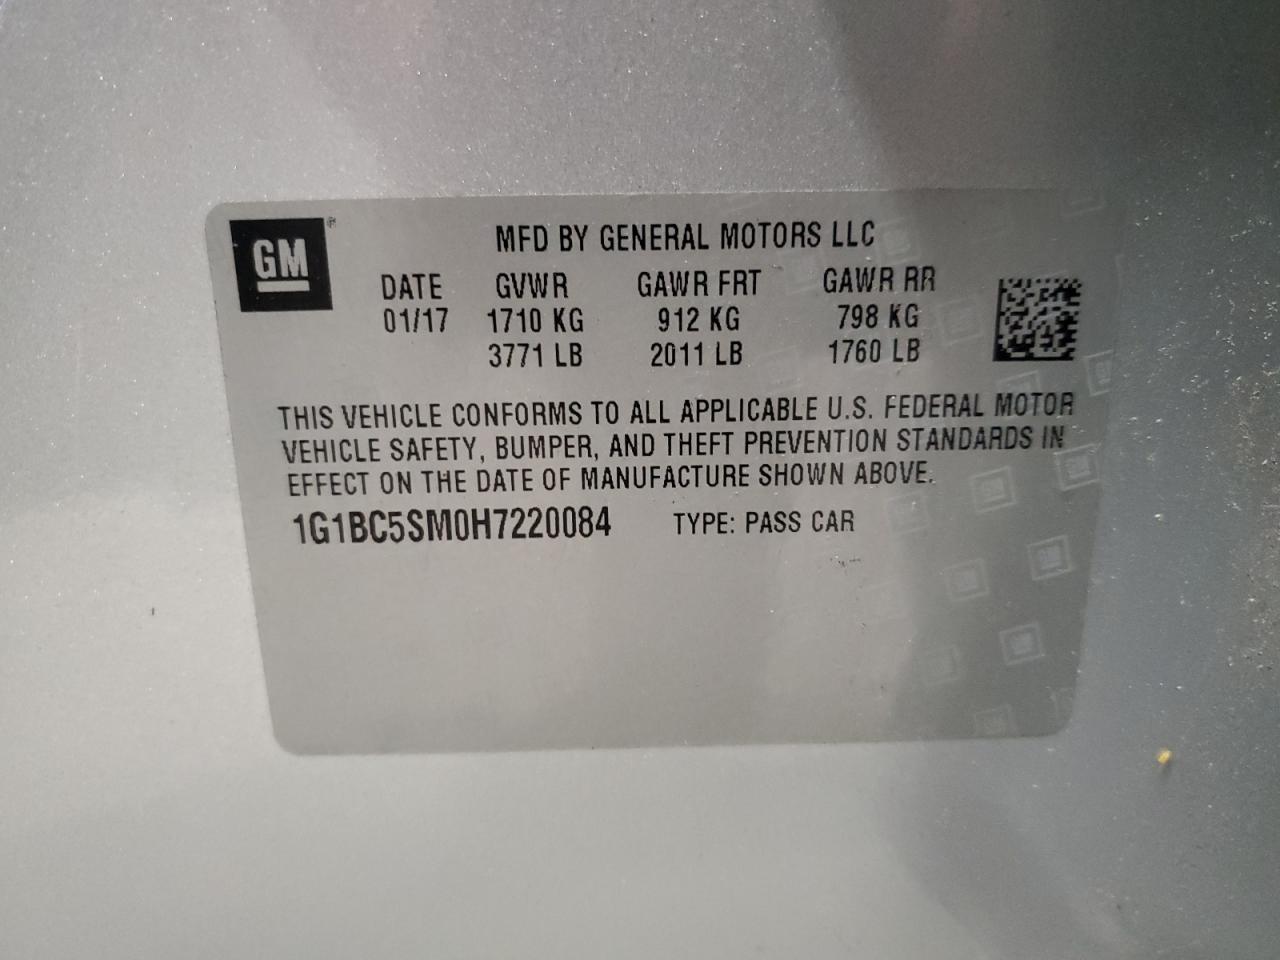 GM
MFD BY GENERAL MOTORS LLC
DATE GVWR GAWR FRT GAWR RR
01/17 1710 KG 912 KG 798 KG
3771 LB 2011 LB 1760 LB
THIS VEHICLE CONFORMS TO ALL APPLICABLE U.S. FEDERAL MOTOR
VEHICLE SAFETY, BUMPER, AND THEFT PREVENTION STANDARDS IN
EFFECT ON THE DATE OF MANUFACTURE SHOWN ABOVE.
1G1BC5SM0H7220084 TYPE: PASS CAR